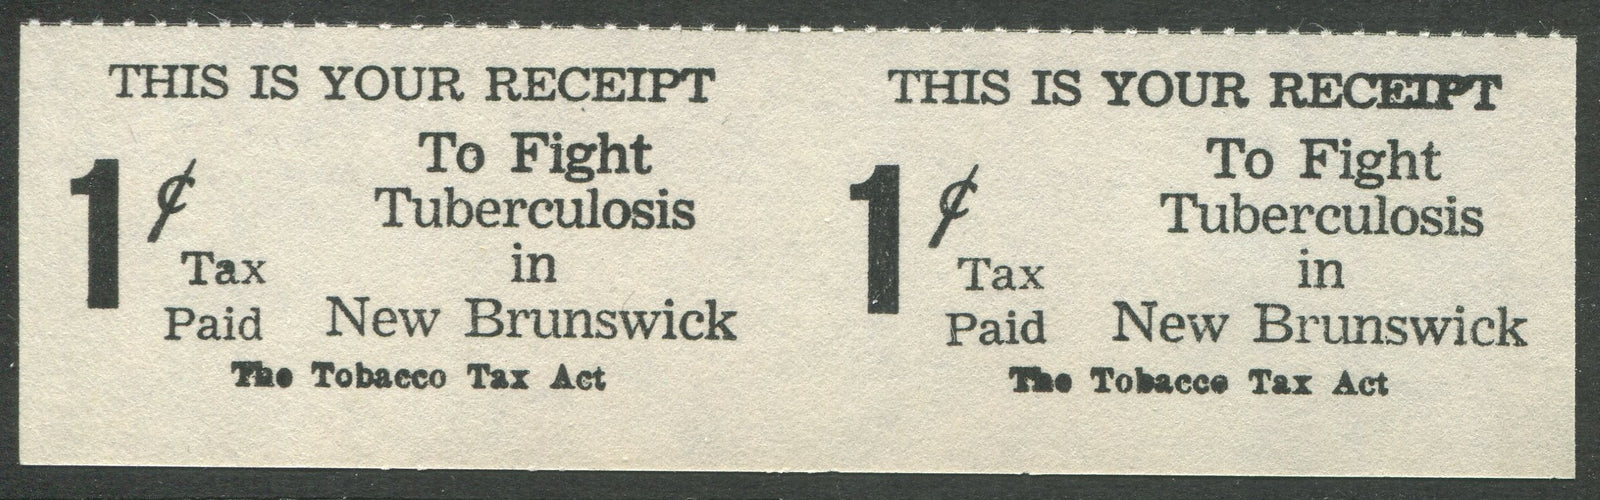 THIS IS YOUR RECEIPT
1¢
Tax
Paid
To Fight
Tuberculosis
in
New Brunswick
The Tobacco Tax Act
THIS IS YOUR RECEIPT
1¢
Tax
Paid
To Fight
Tuberculosis
in
New Brunswick
The Tobacco Tax Act